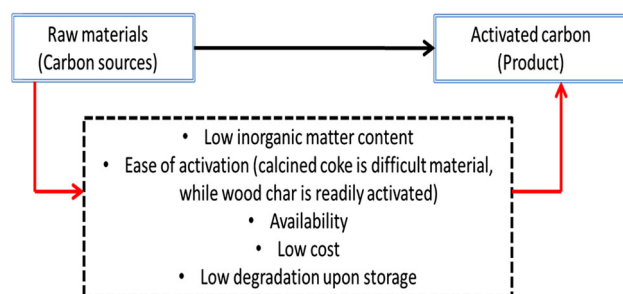 Raw materials
(Carbon sources)
Activated carbon
(Product)
• Low inorganic matter content
• Ease of activation (calcined coke is difficult material,
while wood char is readily activated)
• Availability
• Low cost
• Low degradation upon storage